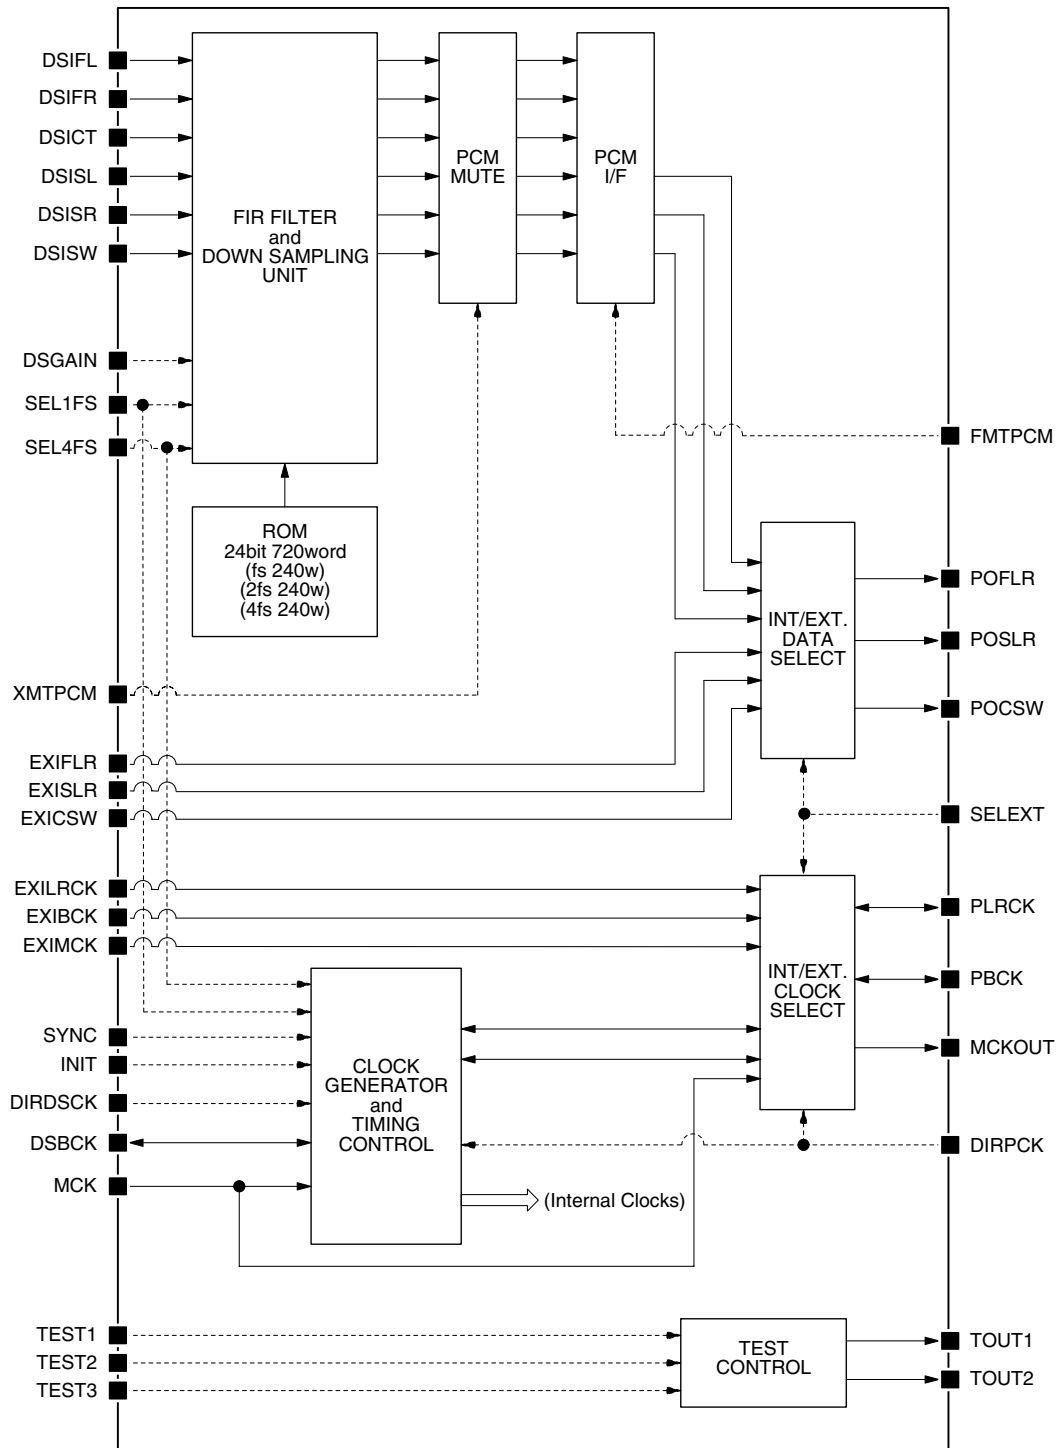 DSIFL
DSIFR
DSICT
DSISL
DSISR
DSISW
DSGAIN
SEL1FS
SEL4FS
FIR FILTER
and
DOWN SAMPLING
UNIT
PCM
MUTE
PCM
I/F
FMTPCM
ROM
24bit 720word
(fs 240w)
(2fs 240w)
(4fs 240w)
XMTPCM
EXIFLR
EXISLR
EXICSW
INT/EXT.
DATA
SELECT
POFLR
POSLR
POCSW
SELEXT
EXILRCK
EXIBCK
EXIMCK
INT/EXT.
CLOCK
SELECT
PLRCK
PBCK
MCKOUT
DIRPCK
SYNC
INIT
DIRDSCK
DSBCK
MCK
CLOCK
GENERATOR
and
TIMING
CONTROL
(Internal Clocks)
TEST1
TEST2
TEST3
TEST
CONTROL
TOUT1
TOUT2